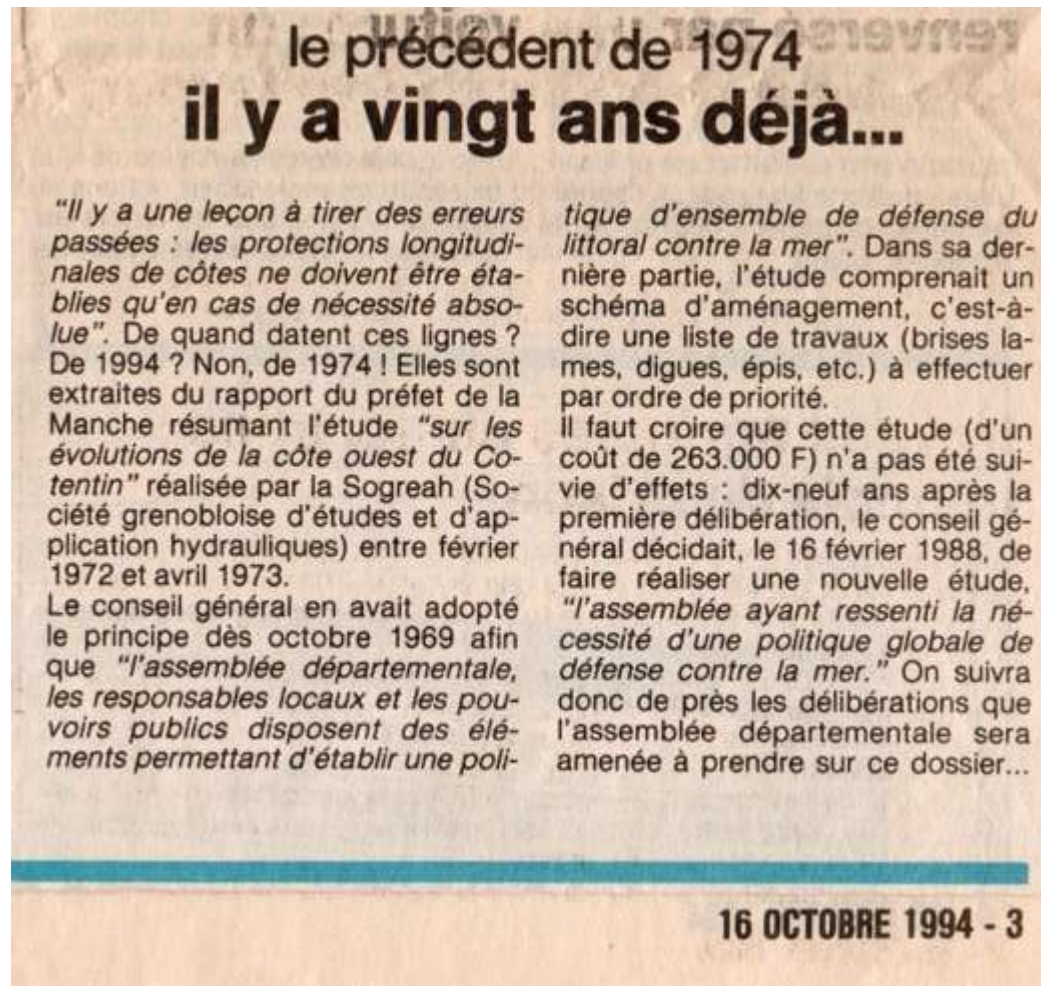 le précédent de 1974
il y a vingt ans déjà...
"Il y a une leçon à tirer des erreurs
passées : les protections longitudi-
nales de côtes ne doivent être éta-
blies qu'en cas de nécessité abso-
lue". De quand datent ces lignes ?
De 1994 ? Non, de 1974 ! Elles sont
extraites du rapport du préfet de la
Manche résumant l'étude "sur les
évolutions de la côte ouest du Co-
tentin" réalisée par la Sogreah (So-
ciété grenobloise d'études et d'ap-
plication hydrauliques) entre février
1972 et avril 1973.
Le conseil général en avait adopté
le principe dès octobre 1969 afin
que "l'assemblée départementale,
les responsables locaux et les pou-
voirs publics disposent des élé-
ments permettant d'établir une poli-
tique d'ensemble de défense du
littoral contre la mer". Dans sa der-
nière partie, l'étude comprenait un
schéma d'aménagement, c'est-à-
dire une liste de travaux (brises la-
mes, digues, épis, etc.) à effectuer
par ordre de priorité.
Il faut croire que cette étude (d'un
coût de 263.000 F) n'a pas été sui-
vie d'effets : dix-neuf ans après la
première délibération, le conseil gé-
néral décidait, le 16 février 1988, de
faire réaliser une nouvelle étude,
"l'assemblée ayant ressenti la né-
cessité d'une politique globale de
défense contre la mer." On suivra
donc de près les délibérations que
l'assemblée départementale sera
amenée à prendre sur ce dossier...
16 OCTOBRE 1994 - 3